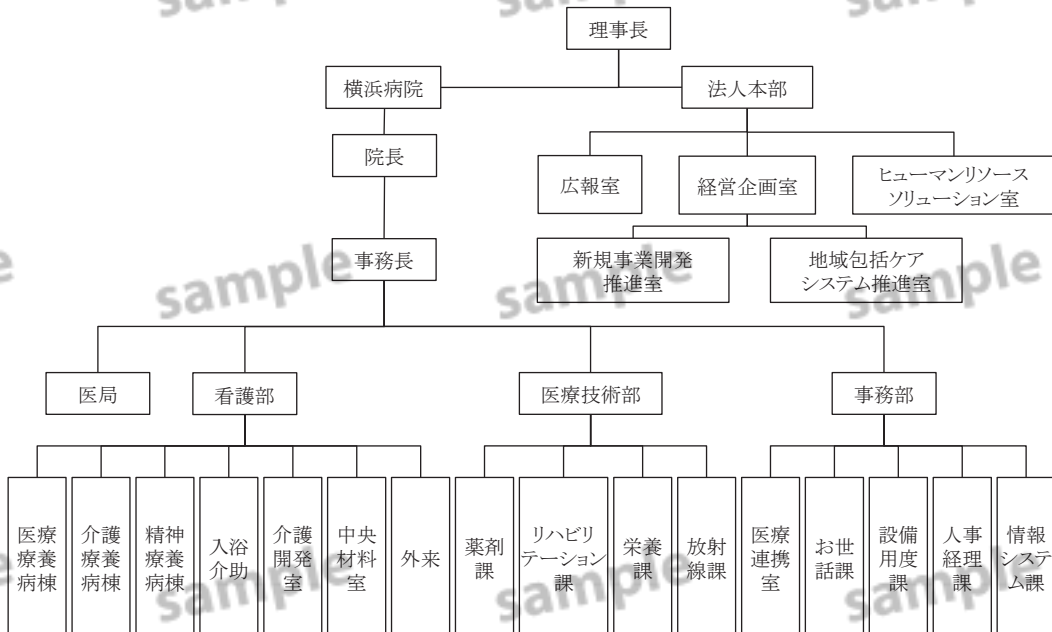 sample
sample
sample
理事長
横浜病院
法人本部
院長
広報室
経営企画室
ヒューマンリソース
ソリューション室
事務長
新規事業開発
推進室
地域包括ケア
システム推進室
sample
sample
sample
医局
看護部
医療技術部
事務部
医療
療養
病棟
介護
療養
病棟
精神
療養
病棟
入浴
介助
介護
開発
室
中央
材料
室
外来
薬剤
課
リハビリ
テーション
課
栄養
課
放射
線課
医療
連携
室
お世
話課
設備
用度
課
人事
経理
課
情報
システ
ム課
sample
sample
sample